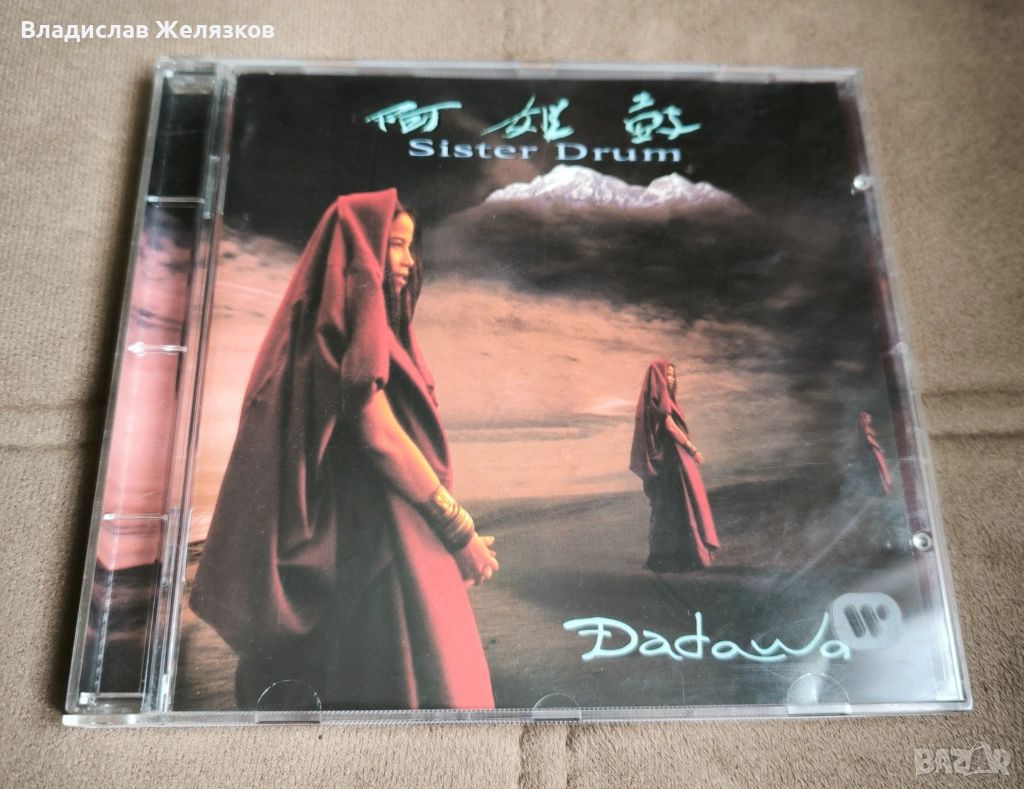 Владислав Желязков
阿姐鼓
Sister Drum
Dadawa
BAZAR